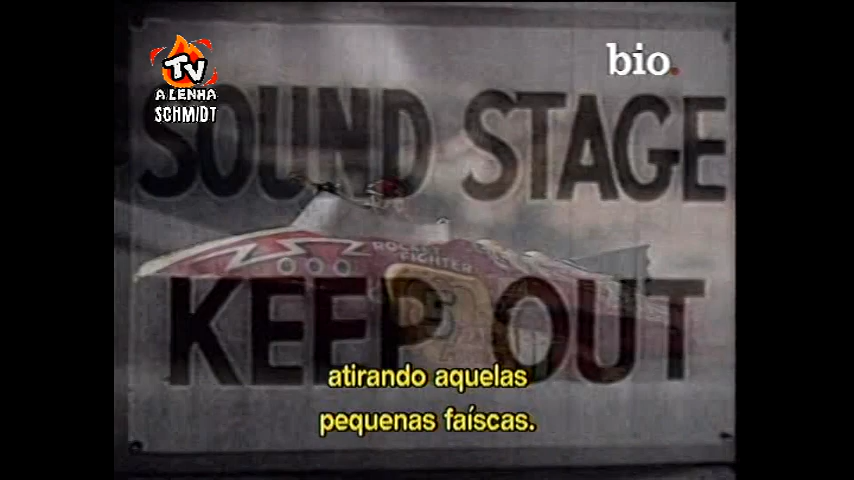 TV
A LENHA
SCHMIDT
bio.
SOUND STAGE
ROCKET
FIGHTER
KEEP OUT
atirando aquelas
pequenas faíscas.